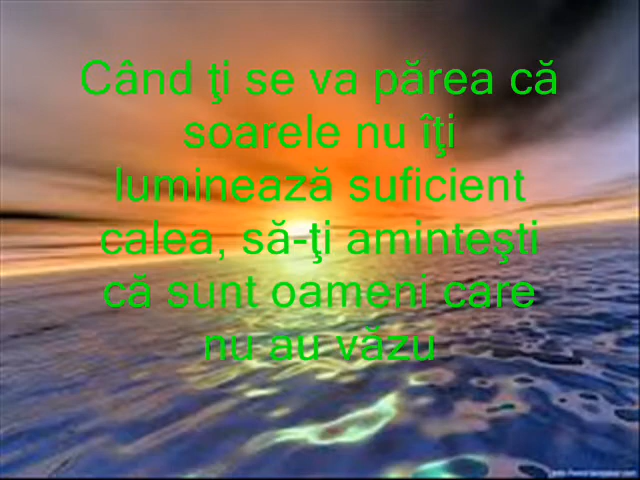 Când ţi se va părea că
soarele nu îţi
luminează suficient
calea, să-ţi aminteşti
că sunt oameni care
nu au văzu